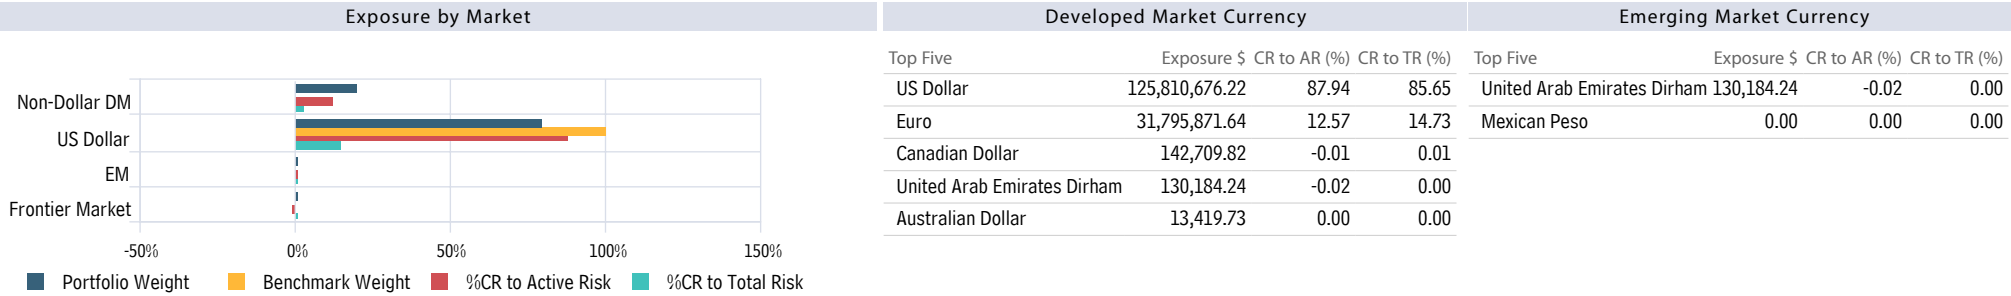 Exposure by Market
Non-Dollar DM
US Dollar
EM
Frontier Market
-50% 0% 50% 100% 150%
Portfolio Weight Benchmark Weight %CR to Active Risk %CR to Total Risk
Developed Market Currency
Top Five Exposure $ CR to AR (%) CR to TR (%)
US Dollar 125,810,676.22 87.94 85.65
Euro 31,795,871.64 12.57 14.73
Canadian Dollar 142,709.82 -0.01 0.01
United Arab Emirates Dirham 130,184.24 -0.02 0.00
Australian Dollar 13,419.73 0.00 0.00
Emerging Market Currency
Top Five Exposure $ CR to AR (%) CR to TR (%)
United Arab Emirates Dirham 130,184.24 -0.02 0.00
Mexican Peso 0.00 0.00 0.00